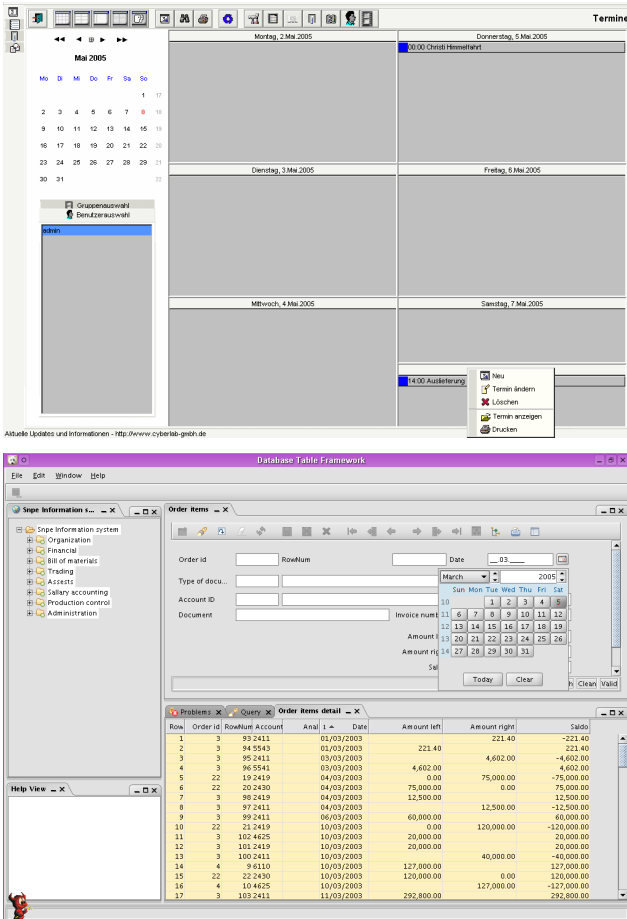 Termine
Mai 2005
Mo Di Mi Do Fr Sa So
1 17
2 3 4 5 6 7 8 18
9 10 11 12 13 14 15 19
16 17 18 19 20 21 22 20
23 24 25 26 27 28 29 21
30 31 22
Gruppenauswahl
Benutzerauswahl
admin
Montag, 2.Mai.2005
Donnerstag, 5.Mai.2005
00:00 Christi Himmelfahrt
Dienstag, 3.Mai.2005
Freitag, 6.Mai.2005
Mittwoch, 4.Mai.2005
Samstag, 7.Mai.2005
14:00 Auslieferung
Neu
Termin ändern
Löschen
Termin anzeigen
Drucken
Aktuelle Updates und Informationen - http://www.cyberlab-gmbh.de
Database Table Framework
File Edit Window Help
Snpe Information s...
Snpe Information system
Organization
Financial
Bill of materials
Trading
Assests
Sallary accounting
Production control
Administration
Help View
Order items
Order id RowNum Date __.03.____
Type of docu...
Account ID
Document Invoice numb
Amount l
Amount rig
Sal
March 2005
Sun Mon Tue Wed Thu Fri Sat
10 1 2 3 4 5
11 6 7 8 9 10 11 12
12 13 14 15 16 17 18 19
13 20 21 22 23 24 25 26
14 27 28 29 30 31
Today Clear
h Clean Valid
Problems Query Order items detail
Row Order id RowNum Account Anal 1 Date Amount left Amount right Saldo
1 3 93 2411 01/03/2003 221.40 -221.40
2 3 94 5543 01/03/2003 221.40 221.40
3 3 95 2411 03/03/2003 4,602.00 -4,602.00
4 3 96 5541 03/03/2003 4,602.00 4,602.00
5 22 19 2419 04/03/2003 0.00 75,000.00 -75,000.00
6 22 20 2430 04/03/2003 75,000.00 0.00 75,000.00
7 3 98 2419 04/03/2003 12,500.00 12,500.00
8 3 97 2411 04/03/2003 12,500.00 -12,500.00
9 3 99 2411 06/03/2003 60,000.00 60,000.00
10 22 21 2419 10/03/2003 0.00 120,000.00 -120,000.00
11 3 102 4625 10/03/2003 20,000.00 20,000.00
12 3 101 2419 10/03/2003 20,000.00 20,000.00
13 3 100 2411 10/03/2003 40,000.00 -40,000.00
14 4 9 6110 10/03/2003 127,000.00 127,000.00
15 22 22 2430 10/03/2003 120,000.00 0.00 120,000.00
16 4 10 4625 10/03/2003 127,000.00 -127,000.00
17 3 103 2411 11/03/2003 292,800.00 292,800.00